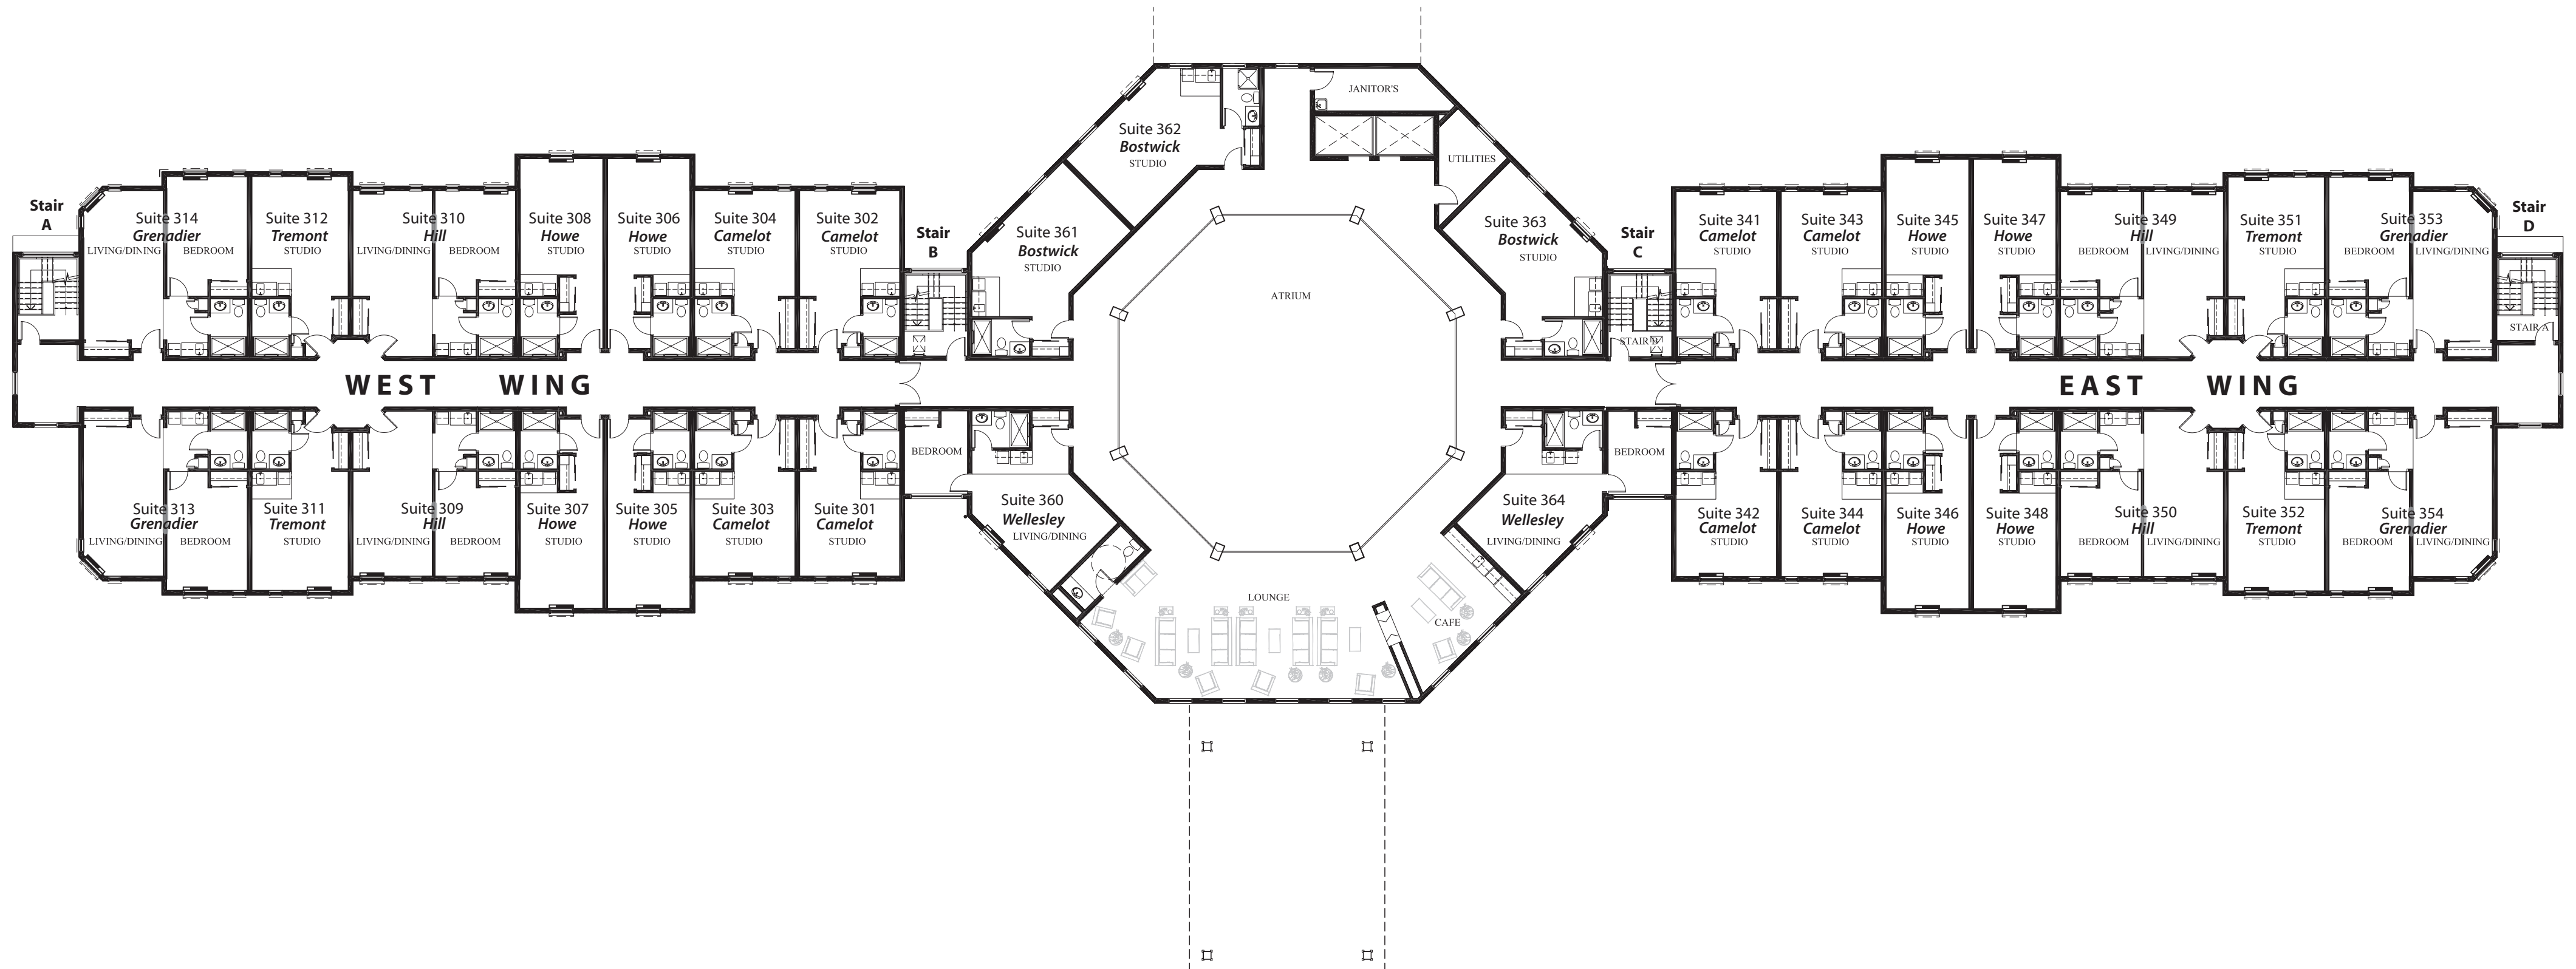 JANITOR'S
UTILITIES
Suite 362
Bostwick
STUDIO
Suite 361
Bostwick
STUDIO
Suite 363
Bostwick
STUDIO
ATRIUM
Stair
A
Suite 314
Grenadier
LIVING/DINING
BEDROOM
Suite 312
Tremont
STUDIO
Suite 310
Hill
LIVING/DINING
BEDROOM
Suite 308
Howe
STUDIO
Suite 306
Howe
STUDIO
Suite 304
Camelot
STUDIO
Suite 302
Camelot
STUDIO
Stair
B
Stair
C
STAIR B
Suite 341
Camelot
STUDIO
Suite 343
Camelot
STUDIO
Suite 345
Howe
STUDIO
Suite 347
Howe
STUDIO
Suite 349
Hill
BEDROOM
LIVING/DINING
Suite 351
Tremont
STUDIO
Suite 353
Grenadier
BEDROOM
LIVING/DINING
Stair
D
STAIR A
WEST WING
EAST WING
Suite 313
Grenadier
LIVING/DINING
BEDROOM
Suite 311
Tremont
STUDIO
Suite 309
Hill
LIVING/DINING
BEDROOM
Suite 307
Howe
STUDIO
Suite 305
Howe
STUDIO
Suite 303
Camelot
STUDIO
Suite 301
Camelot
STUDIO
BEDROOM
Suite 360
Wellesley
LIVING/DINING
LOUNGE
CAFE
Suite 364
Wellesley
LIVING/DINING
BEDROOM
Suite 342
Camelot
STUDIO
Suite 344
Camelot
STUDIO
Suite 346
Howe
STUDIO
Suite 348
Howe
STUDIO
Suite 350
Hill
BEDROOM
LIVING/DINING
Suite 352
Tremont
STUDIO
Suite 354
Grenadier
BEDROOM
LIVING/DINING